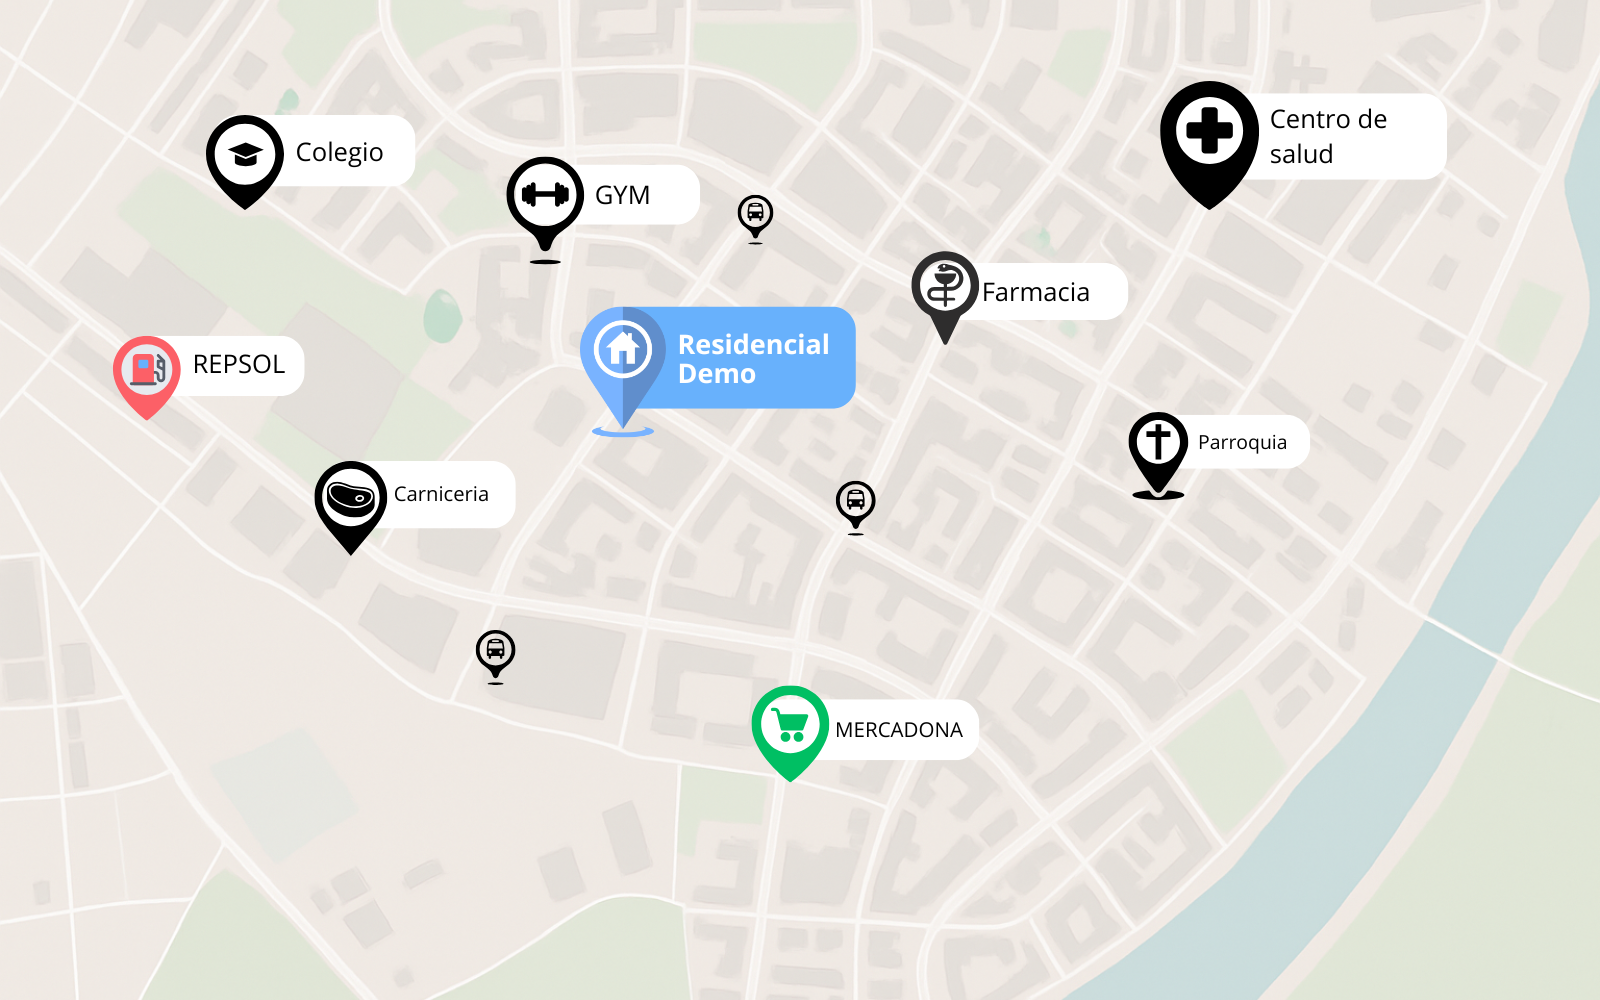 Centro de
salud
Colegio
GYM
Farmacia
Residencial
Demo
REPSOL
Parroquia
Carniceria
MERCADONA